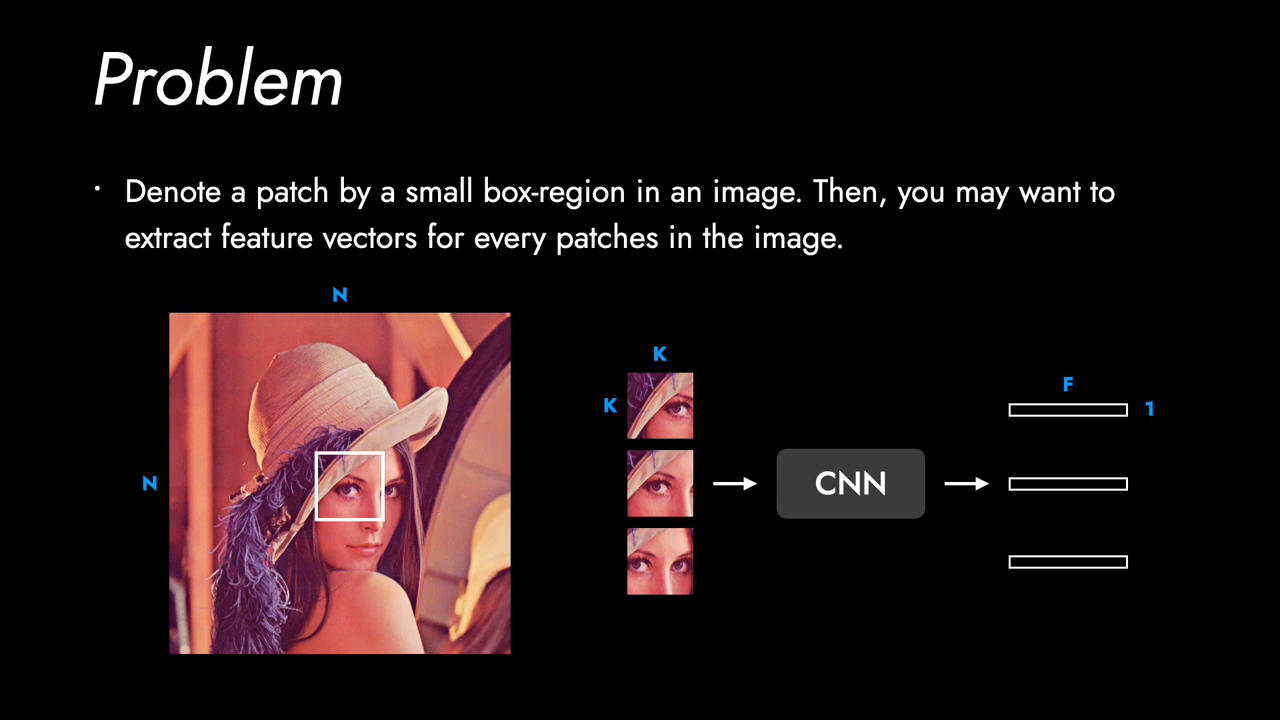 Problem
· Denote a patch by a small box-region in an image. Then, you may want to
extract feature vectors for every patches in the image.
N
N
K
K
CNN
F
1